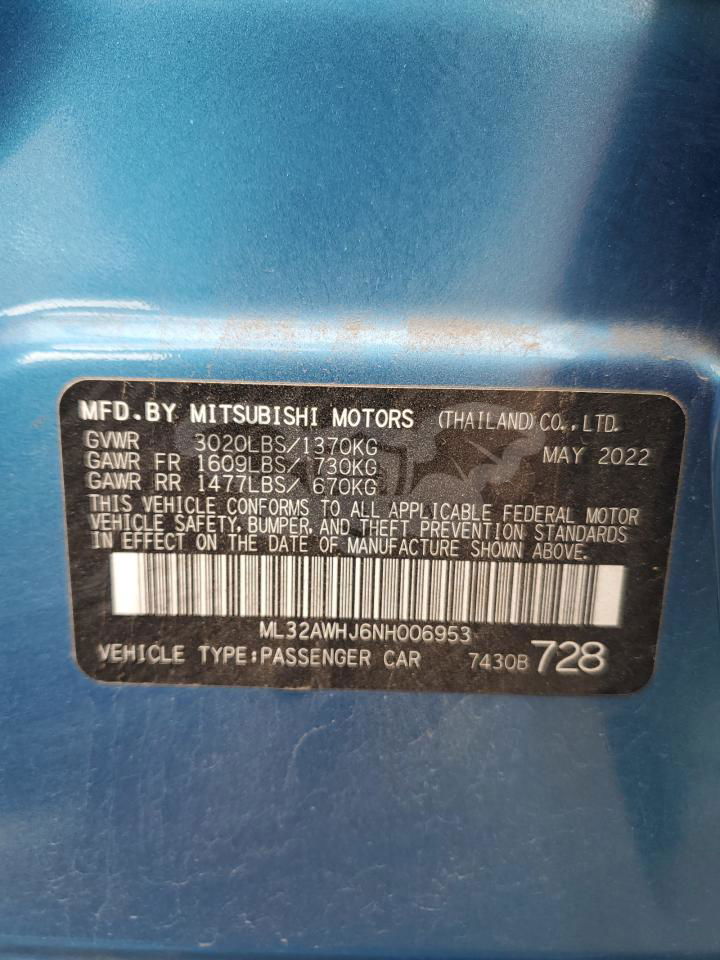 MFD.BY MITSUBISHI MOTORS (THAILAND) CO.,LTD.
GVWR 3020LBS/1370KG MAY 2022
GAWR FR 1609LBS/ 730KG
GAWR RR 1477LBS/ 670KG
THIS VEHICLE CONFORMS TO ALL APPLICABLE FEDERAL MOTOR
VEHICLE SAFETY, BUMPER, AND THEFT PREVENTION STANDARDS
IN EFFECT ON THE DATE OF MANUFACTURE SHOWN ABOVE.
ML32AWHJ6NH006953
VEHICLE TYPE:PASSENGER CAR 7430B 728